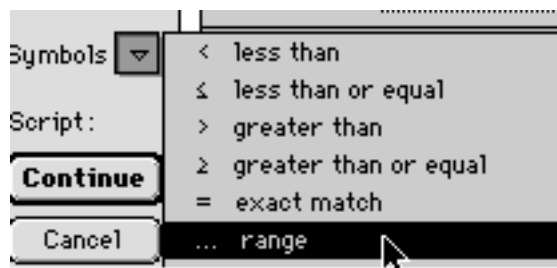 Symbols
< less than
≤ less than or equal
> greater than
≥ greater than or equal
= exact match
... range
Script:
Continue
Cancel